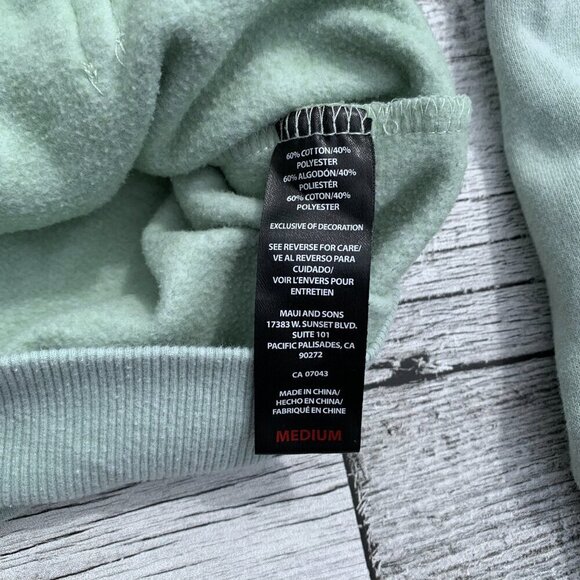 60% COTTON/40%
POLYESTER
60% ALGODÓN/40%
POLIESTÉR
60% COTON/40%
POLYESTER
EXCLUSIVE OF DECORATION
SEE REVERSE FOR CARE/
VE AL REVERSO PARA
CUIDADO/
VOIR L'ENVERS POUR
ENTRETIEN
MAUI AND SONS
17383 W. SUNSET BLVD.
SUITE 101
PACIFIC PALISADES, CA
90272
CA 07043
MADE IN CHINA/
HECHO EN CHINA/
FABRIQUÉ EN CHINE
MEDIUM